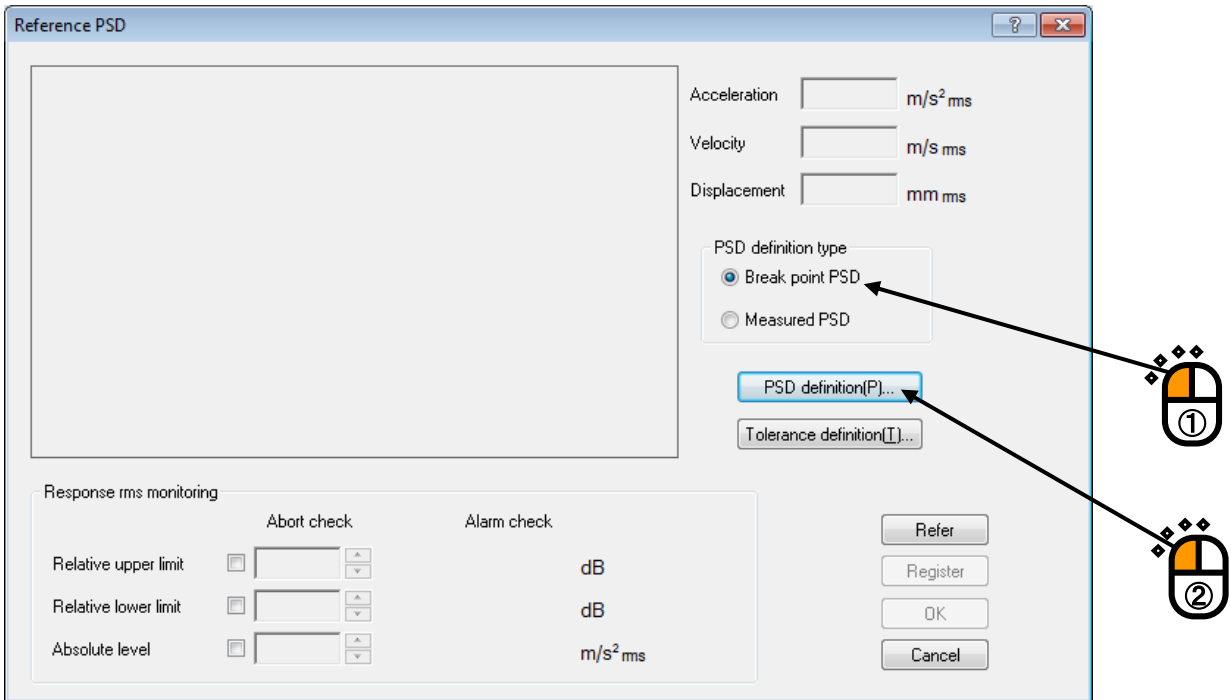 Reference PSD
Acceleration m/s² rms
Velocity m/s rms
Displacement mm rms
PSD definition type
Break point PSD
Measured PSD
PSD definition(P)...
Tolerance definition(T)...
①
Response rms monitoring
Abort check Alarm check
Relative upper limit dB
Relative lower limit dB
Absolute level m/s² rms
Refer
Register
OK
Cancel
②